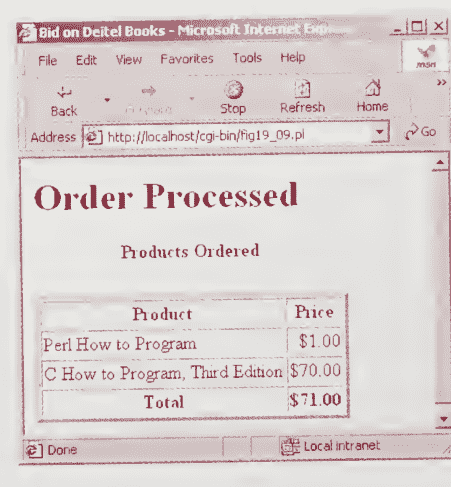 Bid on Deitel Books - Microsoft Internet
File Edit View Favorites Tools Help
msn
Back Stop Refresh Home »
Address http://localhost/cgi-bin/fig19_09.pl Go
Order Processed
Products Ordered
Product Price
Perl How to Program $1.00
C How to Program, Third Edition $70.00
Total $71.00
Done Local intranet